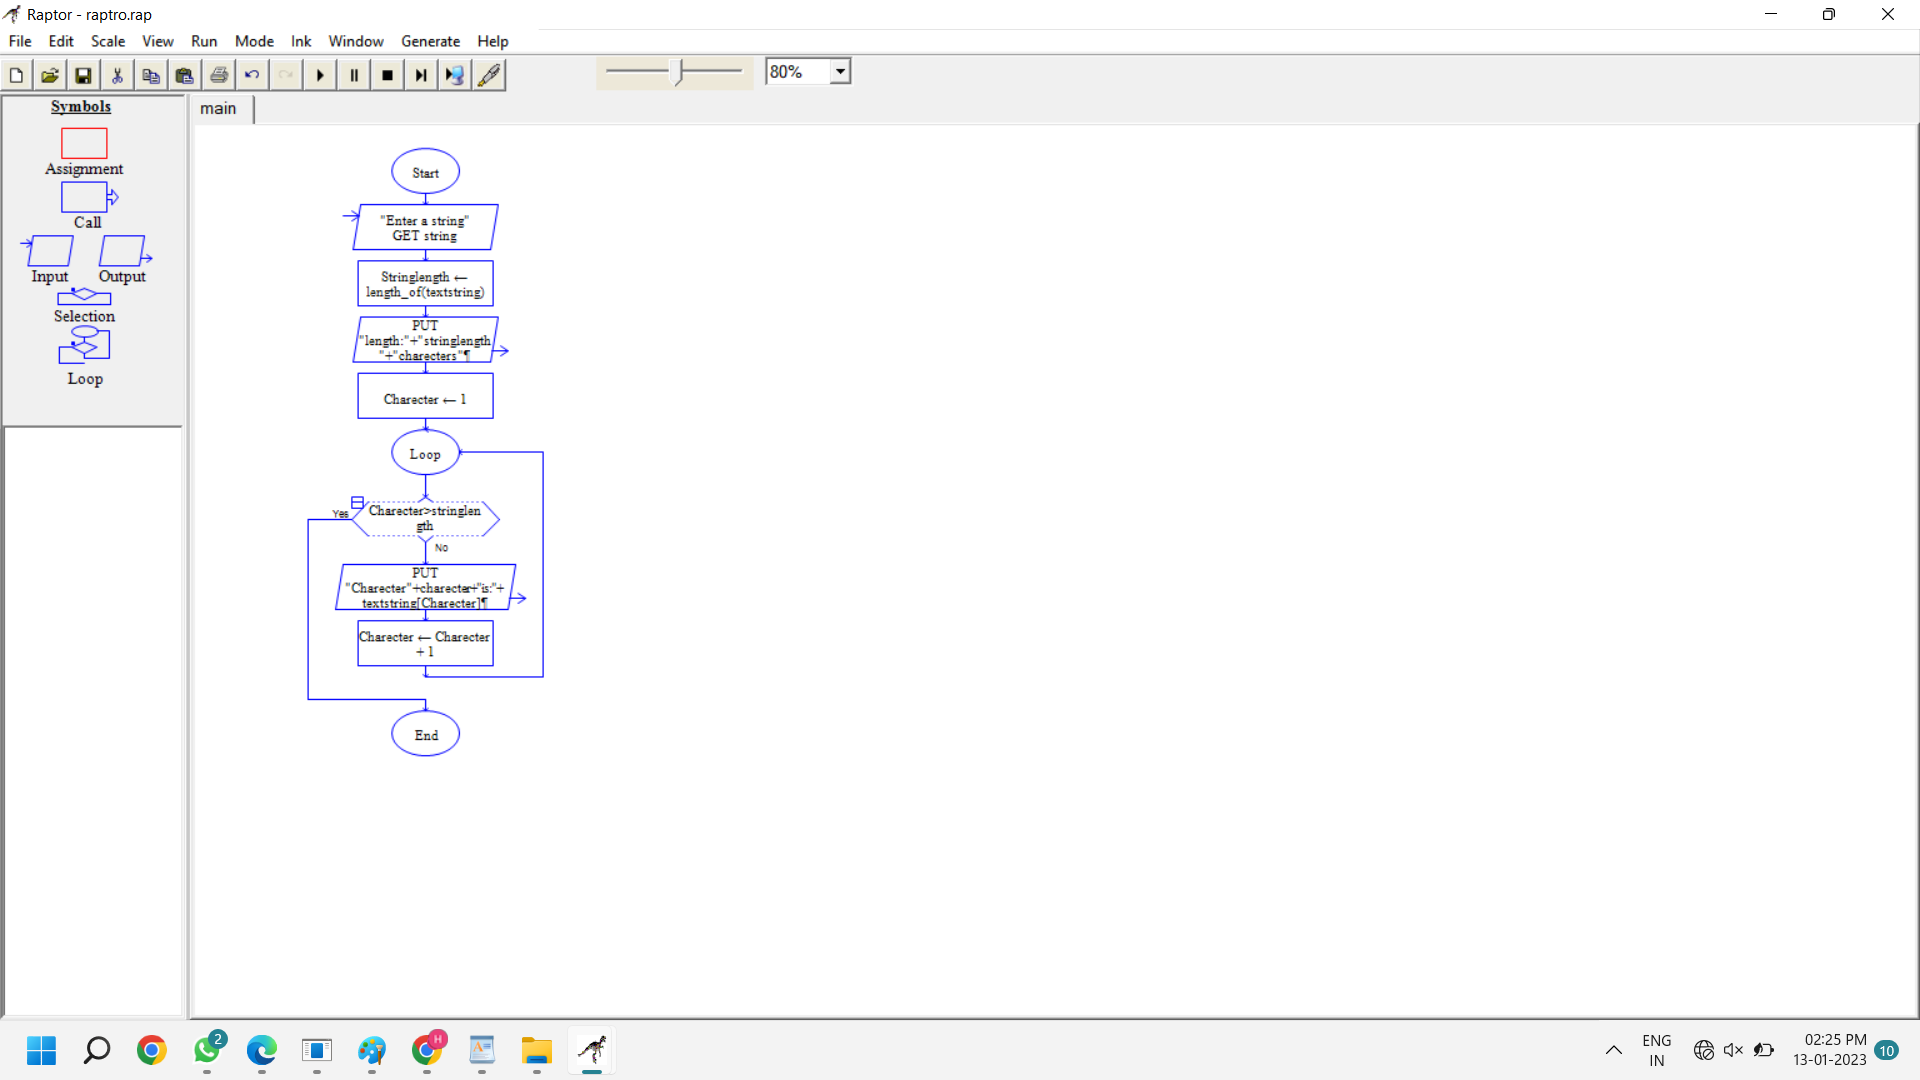 Raptor - raptro.rap
File Edit Scale View Run Mode Ink Window Generate Help
80%
Symbols
Assignment
Call
Input Output
Selection
Loop
main
Start
"Enter a string"
GET string
Stringlength ←
length_of(textstring)
PUT
"length:"+"stringlength
"+"charecters"¶
Charecter ← 1
Loop
Yes
Charecter>stringlen
gth
No
PUT
"Charecter"+charecter+"is:"+
textstring[Charecter]¶
Charecter ← Charecter
+ 1
End
2
H
ENG
IN
02:25 PM
13-01-2023
10